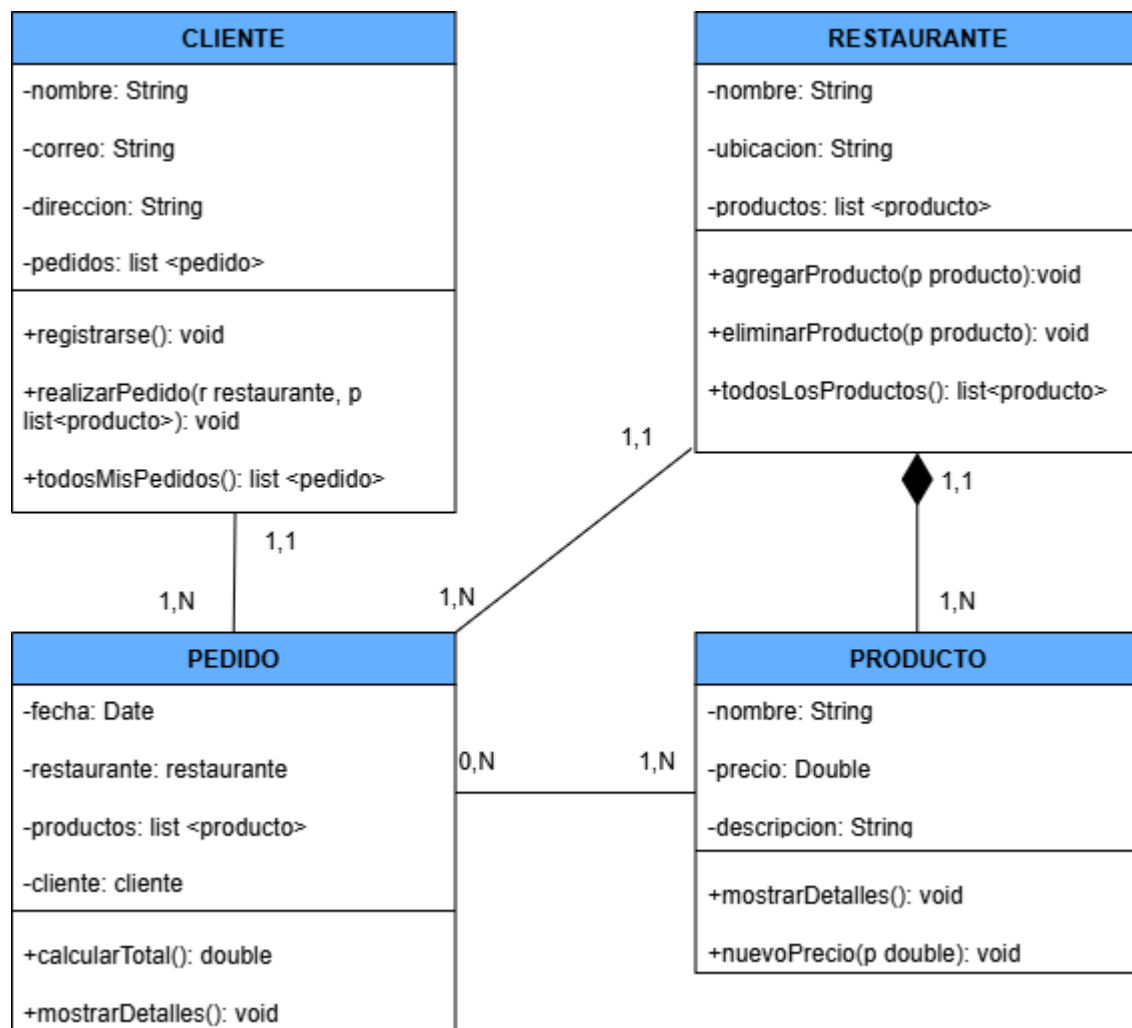 CLIENTE
-nombre: String
-correo: String
-direccion: String
-pedidos: list <pedido>
+registrarse(): void
+realizarPedido(r restaurante, p
list<producto>): void
+todosMisPedidos(): list <pedido>
RESTAURANTE
-nombre: String
-ubicacion: String
-productos: list <producto>
+agregarProducto(p producto):void
+eliminarProducto(p producto): void
+todosLosProductos(): list<producto>
1,1
1,1
1,1
1,N
1,N
1,N
PEDIDO
-fecha: Date
-restaurante: restaurante
-productos: list <producto>
-cliente: cliente
+calcularTotal(): double
+mostrarDetalles(): void
0,N
1,N
PRODUCTO
-nombre: String
-precio: Double
-descripcion: String
+mostrarDetalles(): void
+nuevoPrecio(p double): void